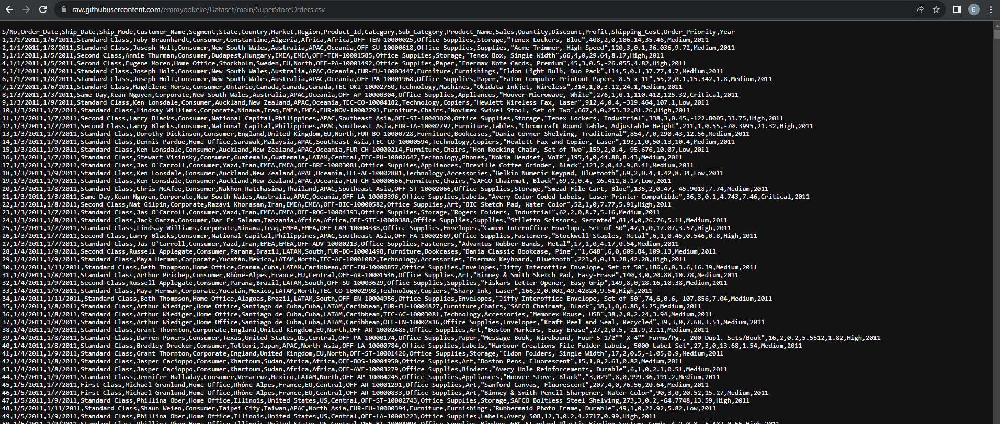 raw.githubusercontent.com/emmyookeke/Dataset/main/SuperStoreOrders.csv
E
S/No,Order_Date,Ship_Date,Ship_Mode,Customer_Name,Segment,State,Country,Market,Region,Product_Id,Category,Sub_Category,Product_Name,Sales,Quantity,Discount,Profit,Shipping_Cost,Order_Priority,Year
1,1/1/2011,1/6/2011,Standard Class,Toby Braunhardt,Consumer,Constantine,Algeria,Africa,Africa,OFF-TEN-10000025,Office Supplies,Storage,"Tenex Lockers, Blue",408,2,0,106.14,35.46,Medium,2011
2,1/1/2011,1/8/2011,Standard Class,Joseph Holt,Consumer,New South Wales,Australia,APAC,Oceania,OFF-SU-10000618,Office Supplies,Supplies,"Acme Trimmer, High Speed",120,3,0.1,36.036,9.72,Medium,2011
3,1/1/2011,1/5/2011,Second Class,Annie Thurman,Consumer,Budapest,Hungary,EMEA,EMEA,OFF-TEN-10001585,Office Supplies,Storage,"Tenex Box, Single Width",66,4,0,29.64,8.17,High,2011
4,1/1/2011,1/5/2011,Second Class,Eugene Moren,Home Office,Stockholm,Sweden,EU,North,OFF-PA-10001492,Office Supplies,Paper,"Enermax Note Cards, Premium",45,3,0.5,-26.055,4.82,High,2011
5,1/1/2011,1/8/2011,Standard Class,Joseph Holt,Consumer,New South Wales,Australia,APAC,Oceania,FUR-FU-10003447,Furniture,Furnishings,"Eldon Light Bulb, Duo Pack",114,5,0.1,37.77,4.7,Medium,2011
6,1/1/2011,1/8/2011,Standard Class,Joseph Holt,Consumer,New South Wales,Australia,APAC,Oceania,OFF-PA-10001968,Office Supplies,Paper,"Eaton Computer Printout Paper, 8.5 x 11",55,2,0.1,15.342,1.8,Medium,2011
7,1/2/2011,1/6/2011,Standard Class,Magdelene Morse,Consumer,Ontario,Canada,Canada,Canada,TEC-OKI-10002750,Technology,Machines,"Okidata Inkjet, Wireless",314,1,0,3.12,24.1,Medium,2011
8,1/3/2011,1/3/2011,Same Day,Kean Nguyen,Corporate,New South Wales,Australia,APAC,Oceania,OFF-AP-10000304,Office Supplies,Appliances,"Hoover Microwave, White",276,1,0.1,110.412,125.32,Critical,2011
9,1/3/2011,1/9/2011,Standard Class,Ken Lonsdale,Consumer,Auckland,New Zealand,APAC,Oceania,TEC-CO-10004182,Technology,Copiers,"Hewlett Wireless Fax, Laser",912,4,0.4,-319.464,107.1,Low,2011
10,1/3/2011,1/7/2011,Standard Class,Lindsay Williams,Corporate,Ninawa,Iraq,EMEA,EMEA,FUR-NOV-10002791,Furniture,Chairs,"Novimex Swivel Stool, Set of Two",667,4,0,253.32,81.26,High,2011
11,1/3/2011,1/7/2011,Second Class,Larry Blacks,Consumer,National Capital,Philippines,APAC,Southeast Asia,OFF-ST-10003020,Office Supplies,Storage,"Tenex Lockers, Industrial",338,3,0.45,-122.8005,33.75,High,2011
12,1/3/2011,1/7/2011,Second Class,Larry Blacks,Consumer,National Capital,Philippines,APAC,Southeast Asia,FUR-TA-10002797,Furniture,Tables,"Chromcraft Round Table, Adjustable Height",211,1,0.55,-70.3995,21.32,High,2011
13,1/3/2011,1/7/2011,Standard Class,Dorothy Dickinson,Consumer,England,United Kingdom,EU,North,FUR-BO-10000728,Furniture,Bookcases,"Dania Corner Shelving, Traditional",854,7,0,290.43,12.56,Medium,2011
14,1/3/2011,1/9/2011,Standard Class,Dennis Pardue,Home Office,Sarawak,Malaysia,APAC,Southeast Asia,TEC-CO-10000594,Technology,Copiers,"Hewlett Fax and Copier, Laser",193,1,0,50.13,10.4,Medium,2011
15,1/3/2011,1/9/2011,Standard Class,Ken Lonsdale,Consumer,Auckland,New Zealand,APAC,Oceania,FUR-CH-10000214,Furniture,Chairs,"Hon Rocking Chair, Set of Two",159,2,0.4,-95.676,10.07,Low,2011
16,1/3/2011,1/7/2011,Standard Class,Stewart Visinsky,Consumer,Guatemala,Guatemala,LATAM,Central,TEC-PH-10002647,Technology,Phones,"Nokia Headset, VoIP",195,4,0,44.88,8.43,Medium,2011
17,1/3/2011,1/7/2011,Standard Class,Jas O'Carroll,Consumer,Yazd,Iran,EMEA,EMEA,OFF-BRE-10003081,Office Supplies,Appliances,"Breville Coffee Grinder, Black",123,2,0,42.9,8.41,Medium,2011
18,1/3/2011,1/9/2011,Standard Class,Ken Lonsdale,Consumer,Auckland,New Zealand,APAC,Oceania,TEC-AC-10002881,Technology,Accessories,"Belkin Numeric Keypad, Bluetooth",69,2,0.4,3.42,8.34,Low,2011
19,1/3/2011,1/9/2011,Standard Class,Ken Lonsdale,Consumer,Auckland,New Zealand,APAC,Oceania,FUR-CH-10000666,Furniture,Chairs,"SAFCO Chairmat, Black",69,2,0.4,-26.412,8.17,Low,2011
20,1/3/2011,1/8/2011,Standard Class,Chris McAfee,Consumer,Nakhon Ratchasima,Thailand,APAC,Southeast Asia,OFF-ST-10002066,Office Supplies,Storage,"Smead File Cart, Blue",135,2,0.47,-45.9018,7.74,Medium,2011
21,1/3/2011,1/3/2011,Same Day,Kean Nguyen,Corporate,New South Wales,Australia,APAC,Oceania,OFF-LA-10003396,Office Supplies,Labels,"Avery Color Coded Labels, Laser Printer Compatible",36,3,0.1,4.743,7.46,Critical,2011
22,1/3/2011,1/8/2011,Second Class,Nat Gilpin,Corporate,Razavi Khorasan,Iran,EMEA,EMEA,OFF-BIC-10000582,Office Supplies,Art,"BIC Sketch Pad, Water Color",52,1,0,7.77,5.91,High,2011
23,1/3/2011,1/7/2011,Standard Class,Jas O'Carroll,Consumer,Yazd,Iran,EMEA,EMEA,OFF-ROG-10004393,Office Supplies,Storage,"Rogers Folders, Industrial",62,2,0,8.7,5.16,Medium,2011
24,1/3/2011,1/8/2011,Standard Class,Jack Garza,Consumer,Dar Es Salaam,Tanzania,Africa,Africa,OFF-STI-10000388,Office Supplies,Supplies,"Stiletto Scissors, Serrated",81,4,0,26.76,5.11,Medium,2011
25,1/3/2011,1/7/2011,Standard Class,Lindsay Williams,Corporate,Ninawa,Iraq,EMEA,EMEA,OFF-CAM-10004338,Office Supplies,Envelopes,"Cameo Interoffice Envelope, Set of 50",47,1,0,17.07,3.57,High,2011
26,1/3/2011,1/7/2011,Second Class,Larry Blacks,Consumer,National Capital,Philippines,APAC,Southeast Asia,OFF-FA-10002569,Office Supplies,Fasteners,"Stockwell Staples, Metal",6,1,0.45,0.546,0.8,High,2011
27,1/3/2011,1/7/2011,Standard Class,Jas O'Carroll,Consumer,Yazd,Iran,EMEA,EMEA,OFF-ADV-10000213,Office Supplies,Fasteners,"Advantus Rubber Bands, Metal",17,1,0,4.17,0.54,Medium,2011
28,1/4/2011,1/9/2011,Second Class,Russell Applegate,Consumer,Parana,Brazil,LATAM,South,FUR-BO-10001498,Furniture,Bookcases,"Dania Classic Bookcase, Pine","1,648",6,0,609.84,109.13,Medium,2011
29,1/4/2011,1/9/2011,Standard Class,Maya Herman,Corporate,Yucatán,Mexico,LATAM,North,TEC-AC-10001082,Technology,Accessories,"Enermax Keyboard, Bluetooth",223,4,0,13.28,42.28,High,2011
30,1/4/2011,1/11/2011,Standard Class,Beth Thompson,Home Office,Granma,Cuba,LATAM,Caribbean,OFF-EN-10000857,Office Supplies,Envelopes,"Jiffy Interoffice Envelope, Set of 50",186,6,0,3.6,16.39,Medium,2011
31,1/4/2011,1/8/2011,Standard Class,Arthur Prichep,Consumer,Rhône-Alpes,France,EU,Central,OFF-AR-10001546,Office Supplies,Art,"Binney & Smith Sketch Pad, Easy-Erase",140,3,0,20.88,10.78,Medium,2011
32,1/4/2011,1/9/2011,Second Class,Russell Applegate,Consumer,Parana,Brazil,LATAM,South,OFF-SU-10003629,Office Supplies,Supplies,"Fiskars Letter Opener, Easy Grip",149,8,0,28.16,10.38,Medium,2011
33,1/4/2011,1/9/2011,Standard Class,Maya Herman,Corporate,Yucatán,Mexico,LATAM,North,TEC-CO-10002998,Technology,Copiers,"Sharp Ink, Laser",166,2,0.002,49.42824,9.54,High,2011
34,1/4/2011,1/11/2011,Standard Class,Beth Thompson,Home Office,Alagoas,Brazil,LATAM,South,OFF-EN-10004956,Office Supplies,Envelopes,"Jiffy Interoffice Envelope, Set of 50",74,6,0.6,-107.856,7.04,Medium,2011
35,1/4/2011,1/8/2011,Standard Class,Arthur Wiediger,Home Office,Santiago de Cuba,Cuba,LATAM,Caribbean,FUR-CH-10004827,Furniture,Chairs,"SAFCO Chairmat, Black",38,1,0,6.88,4.25,Medium,2011
36,1/4/2011,1/8/2011,Standard Class,Arthur Wiediger,Home Office,Santiago de Cuba,Cuba,LATAM,Caribbean,TEC-AC-10003081,Technology,Accessories,"Memorex Mouse, USB",38,2,0,2.24,3.94,Medium,2011
37,1/4/2011,1/8/2011,Standard Class,Arthur Wiediger,Home Office,Santiago de Cuba,Cuba,LATAM,Caribbean,OFF-EN-10002816,Office Supplies,Envelopes,"Kraft Peel and Seal, Recycled",39,3,0,7.68,3.51,Medium,2011
38,1/4/2011,1/9/2011,Standard Class,Grant Thornton,Corporate,England,United Kingdom,EU,North,OFF-AR-10002485,Office Supplies,Art,"Boston Markers, Easy-Erase",27,2,0.5,-21.9,2.11,Medium,2011
39,1/4/2011,1/8/2011,Standard Class,Darren Powers,Consumer,Texas,United States,US,Central,OFF-PA-10000174,Office Supplies,Paper,"Message Book, Wirebound, Four 5 1/2"" X 4"" Forms/Pg., 200 Dupl. Sets/Book",16,2,0.2,5.5512,1.82,High,2011
40,1/4/2011,1/8/2011,Standard Class,Bradley Drucker,Consumer,Tottori,Japan,APAC,North Asia,OFF-LA-10000784,Office Supplies,Labels,"Harbour Creations File Folder Labels, 5000 Label Set",27,3,0,13.68,1.54,Medium,2011
41,1/4/2011,1/9/2011,Standard Class,Grant Thornton,Corporate,England,United Kingdom,EU,North,OFF-ST-10001426,Office Supplies,Storage,"Eldon Folders, Single Width",17,2,0.5,-1.05,0.9,Medium,2011
42,1/4/2011,1/8/2011,Standard Class,Jasper Cacioppo,Consumer,Khartoum,Sudan,Africa,Africa,OFF-BOS-10004950,Office Supplies,Art,"Boston Pens, Fluorescent",15,1,0,2.61,0.82,Medium,2011
43,1/4/2011,1/8/2011,Standard Class,Jasper Cacioppo,Consumer,Khartoum,Sudan,Africa,Africa,OFF-AVE-10003279,Office Supplies,Binders,"Avery Hole Reinforcements, Durable",6,1,0,2.1,0.51,Medium,2011
44,1/5/2011,1/9/2011,Standard Class,Jennifer Halladay,Consumer,Veracruz,Mexico,LATAM,North,OFF-AP-10004245,Office Supplies,Appliances,"Hoover Stove, Black","3,029",8,0,999.36,191.2,Medium,2011
45,1/5/2011,1/7/2011,First Class,Michael Granlund,Home Office,Rhône-Alpes,France,EU,Central,OFF-AR-10001291,Office Supplies,Art,"Sanford Canvas, Fluorescent",207,4,0,76.56,20.64,Medium,2011
46,1/5/2011,1/7/2011,First Class,Michael Granlund,Home Office,Rhône-Alpes,France,EU,Central,OFF-AR-10000833,Office Supplies,Art,"Binney & Smith Pencil Sharpener, Water Color",90,3,0,20.52,15.27,Medium,2011
47,1/5/2011,1/9/2011,Standard Class,Phillina Ober,Home Office,Illinois,United States,US,Central,OFF-ST-10002743,Office Supplies,Storage,SAFCO Boltless Steel Shelving,273,3,0.2,-64.7748,13.59,High,2011
48,1/5/2011,1/11/2011,Standard Class,Shaun Weien,Consumer,Taipei City,Taiwan,APAC,North Asia,FUR-FU-10000394,Furniture,Furnishings,"Rubbermaid Photo Frame, Durable",49,1,0,22.92,5.82,Low,2011
49,1/5/2011,1/9/2011,Standard Class,Phillina Ober,Home Office,Illinois,United States,US,Central,OFF-LA-10003223,Office Supplies,Labels,Avery 508,12,3,0.2,4.2717,0.99,High,2011